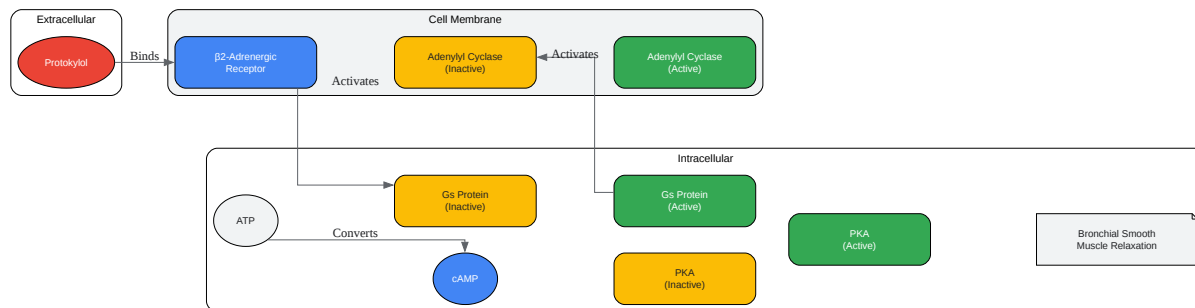 Extracellular
Cell Membrane
Protokylol
Binds
β2-Adrenergic
Receptor
Activates
Adenylyl Cyclase
(Inactive)
Activates
Adenylyl Cyclase
(Active)
Intracellular
ATP
Converts
cAMP
Gs Protein
(Inactive)
Gs Protein
(Active)
PKA
(Inactive)
PKA
(Active)
Bronchial Smooth
Muscle Relaxation